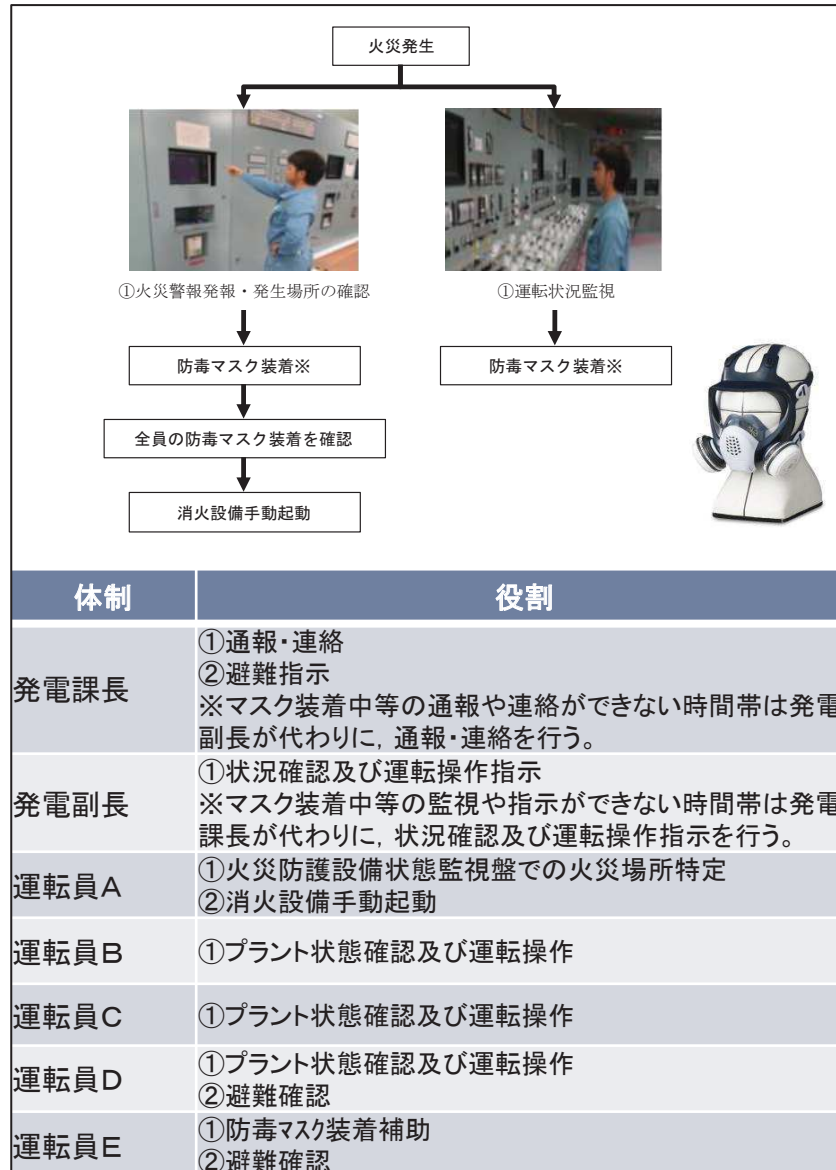 火災発生
①火災警報発報・発生場所の確認
①運転状況監視
防毒マスク装着※
防毒マスク装着※
全員の防毒マスク装着を確認
消火設備手動起動
体制
役割
発電課長
①通報・連絡
②避難指示
※マスク装着中等の通報や連絡ができない時間帯は発電
副長が代わりに，通報・連絡を行う。
発電副長
①状況確認及び運転操作指示
※マスク装着中等の監視や指示ができない時間帯は発電
課長が代わりに，状況確認及び運転操作指示を行う。
運転員A
①火災防護設備状態監視盤での火災場所特定
②消火設備手動起動
運転員B
①プラント状態確認及び運転操作
運転員C
①プラント状態確認及び運転操作
運転員D
①プラント状態確認及び運転操作
②避難確認
運転員E
①防毒マスク装着補助
②避難確認